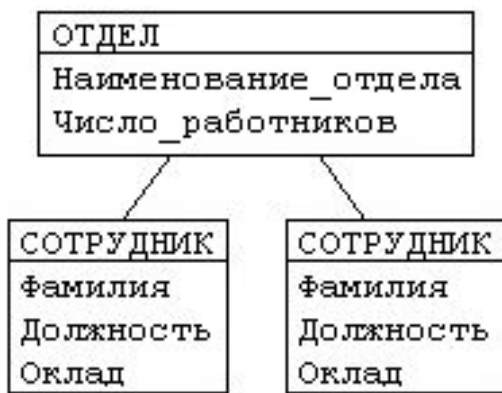 ОТДЕЛ
Наименование_отдела
Число_работников
СОТРУДНИК
Фамилия
Должность
Оклад
СОТРУДНИК
Фамилия
Должность
Оклад